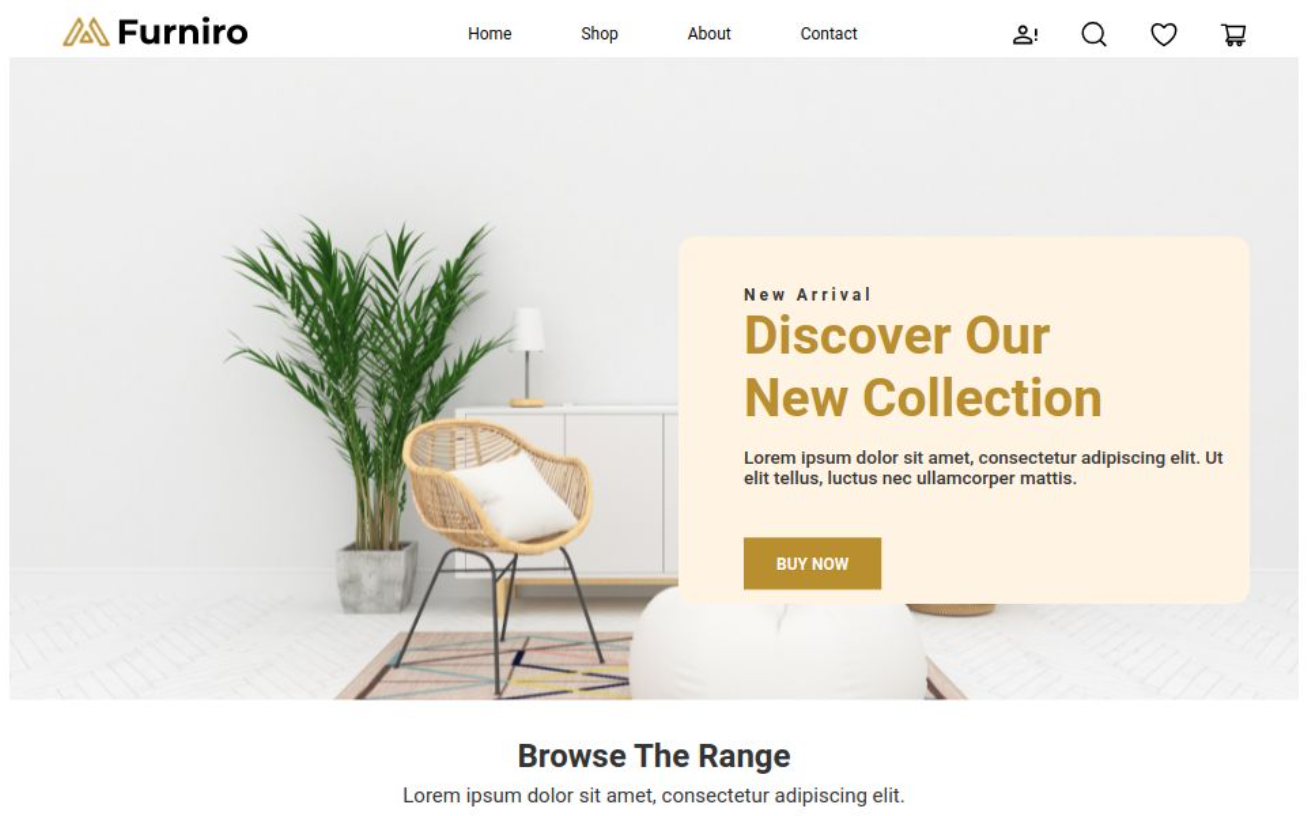 Furniro
Home
Shop
About
Contact
New Arrival
Discover Our
New Collection
Lorem ipsum dolor sit amet, consectetur adipiscing elit. Ut
elit tellus, luctus nec ullamcorper mattis.
BUY NOW
Browse The Range
Lorem ipsum dolor sit amet, consectetur adipiscing elit.